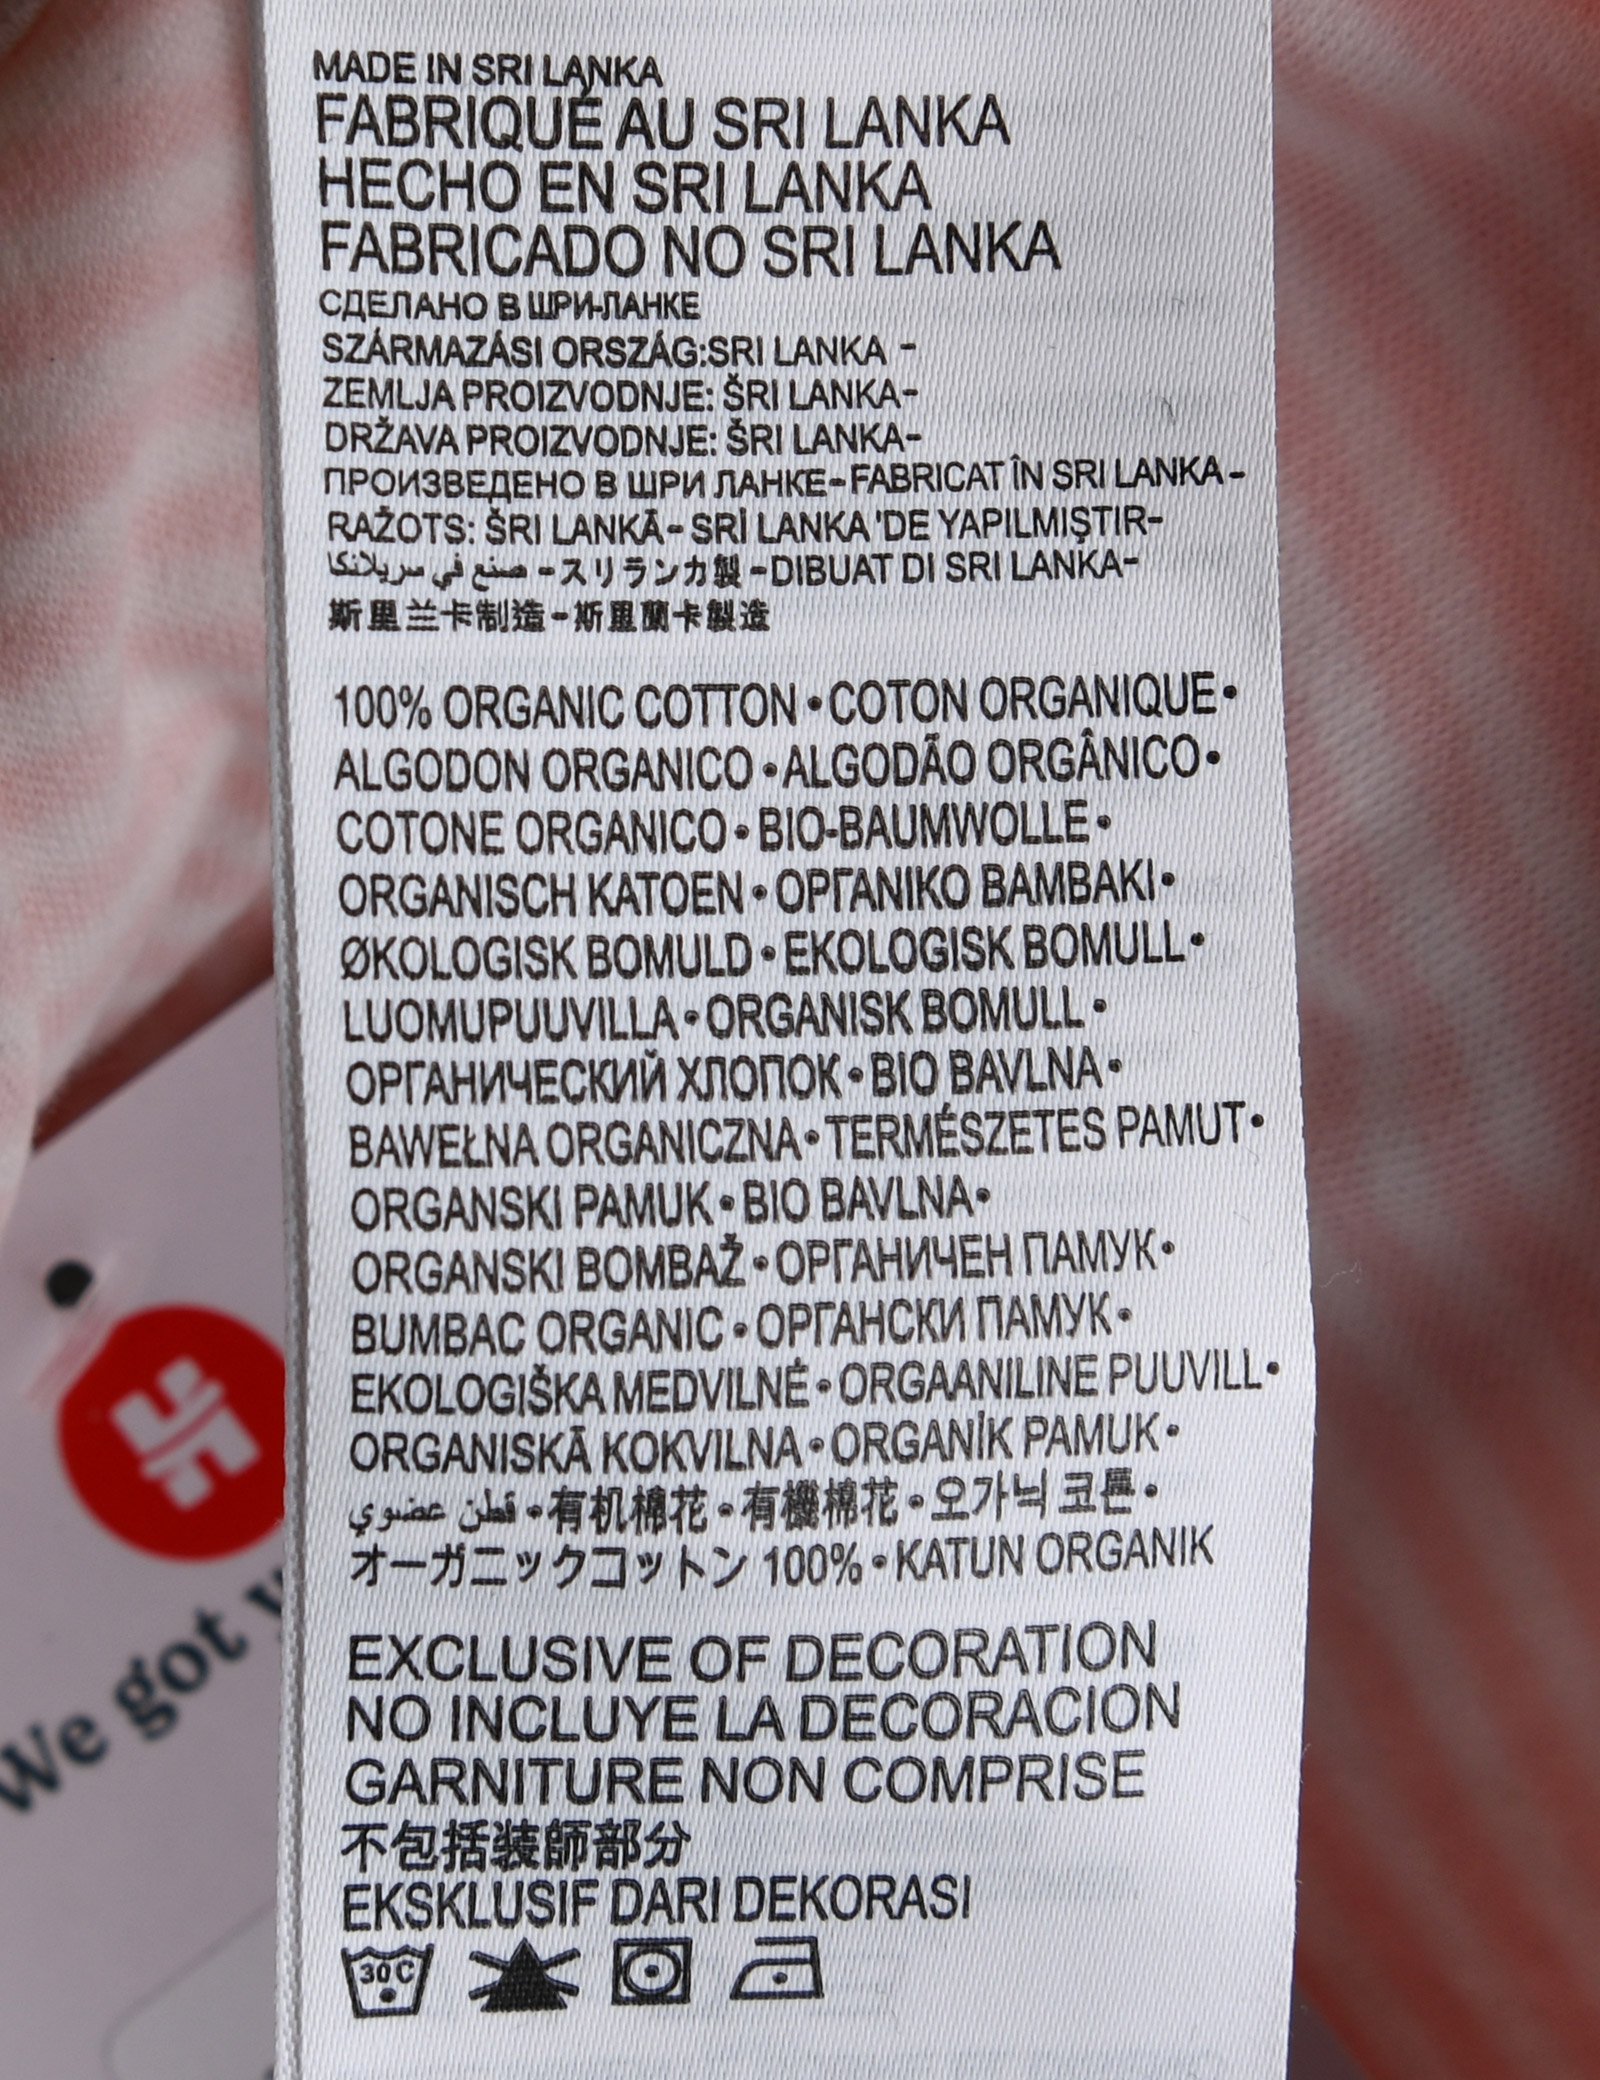 MADE IN SRI LANKA
FABRIQUÉ AU SRI LANKA
HECHO EN SRI LANKA
FABRICADO NO SRI LANKA
СДЕЛАНО В ШРИ-ЛАНКЕ
SZÁRMAZÁSI ORSZÁG:SRI LANKA -
ZEMLJA PROIZVODNJE: ŠRI LANKA-
DRŽAVA PROIZVODNJE: ŠRI LANKA-
ПРОИЗВЕДЕНО В ШРИ ЛАНКЕ-FABRICAT ÎN SRI LANKA-
RAŽOTS: ŠRI LANKĀ- SRİ LANKA 'DE YAPILMIŞTIR-
صنع في سريلانكا -スリランカ製 -DIBUAT DI SRI LANKA-
斯里兰卡制造-斯里蘭卡製造
100% ORGANIC COTTON•COTON ORGANIQUE•
ALGODON ORGANICO•ALGODÃO ORGÂNICO•
COTONE ORGANICO•BIO-BAUMWOLLE•
ORGANISCH KATOEN•ΟΡΓΑΝΙΚΟ ΒΑΜΒΑΚΙ•
ØKOLOGISK BOMULD•EKOLOGISK BOMULL•
LUOMUPUUVILLA•ORGANISK BOMULL•
ОРГАНИЧЕСКИЙ ХЛОПОК•BIO BAVLNA•
BAWEŁNA ORGANICZNA•TERMÉSZETES PAMUT•
ORGANSKI PAMUK•BIO BAVLNA•
ORGANSKI BOMBAŽ•ОРГАНИЧЕН ПАМУК•
BUMBAC ORGANIC•ОРГАНСКИ ПАМУК•
EKOLOGIŠKA MEDVILNĖ•ORGAANILINE PUUVILL•
ORGANISKĀ KOKVILNA•ORGANİK PAMUK•
قطن عضوي•有机棉花•有機棉花•오가닉 코튼•
オーガニックコットン 100%•KATUN ORGANIK
EXCLUSIVE OF DECORATION
NO INCLUYE LA DECORACION
GARNITURE NON COMPRISE
不包括装師部分
EKSKLUSIF DARI DEKORASI
30C
We got